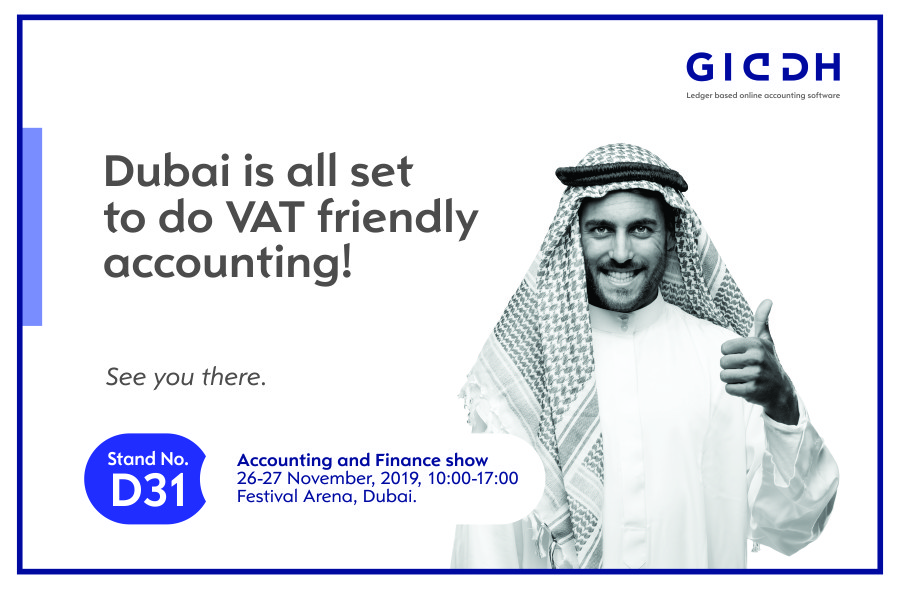 GIDDH
Ledger based online accounting software
Dubai is all set
to do VAT friendly
accounting!
See you there.
Stand No.
D31
Accounting and Finance show
26-27 November, 2019, 10:00-17:00
Festival Arena, Dubai.